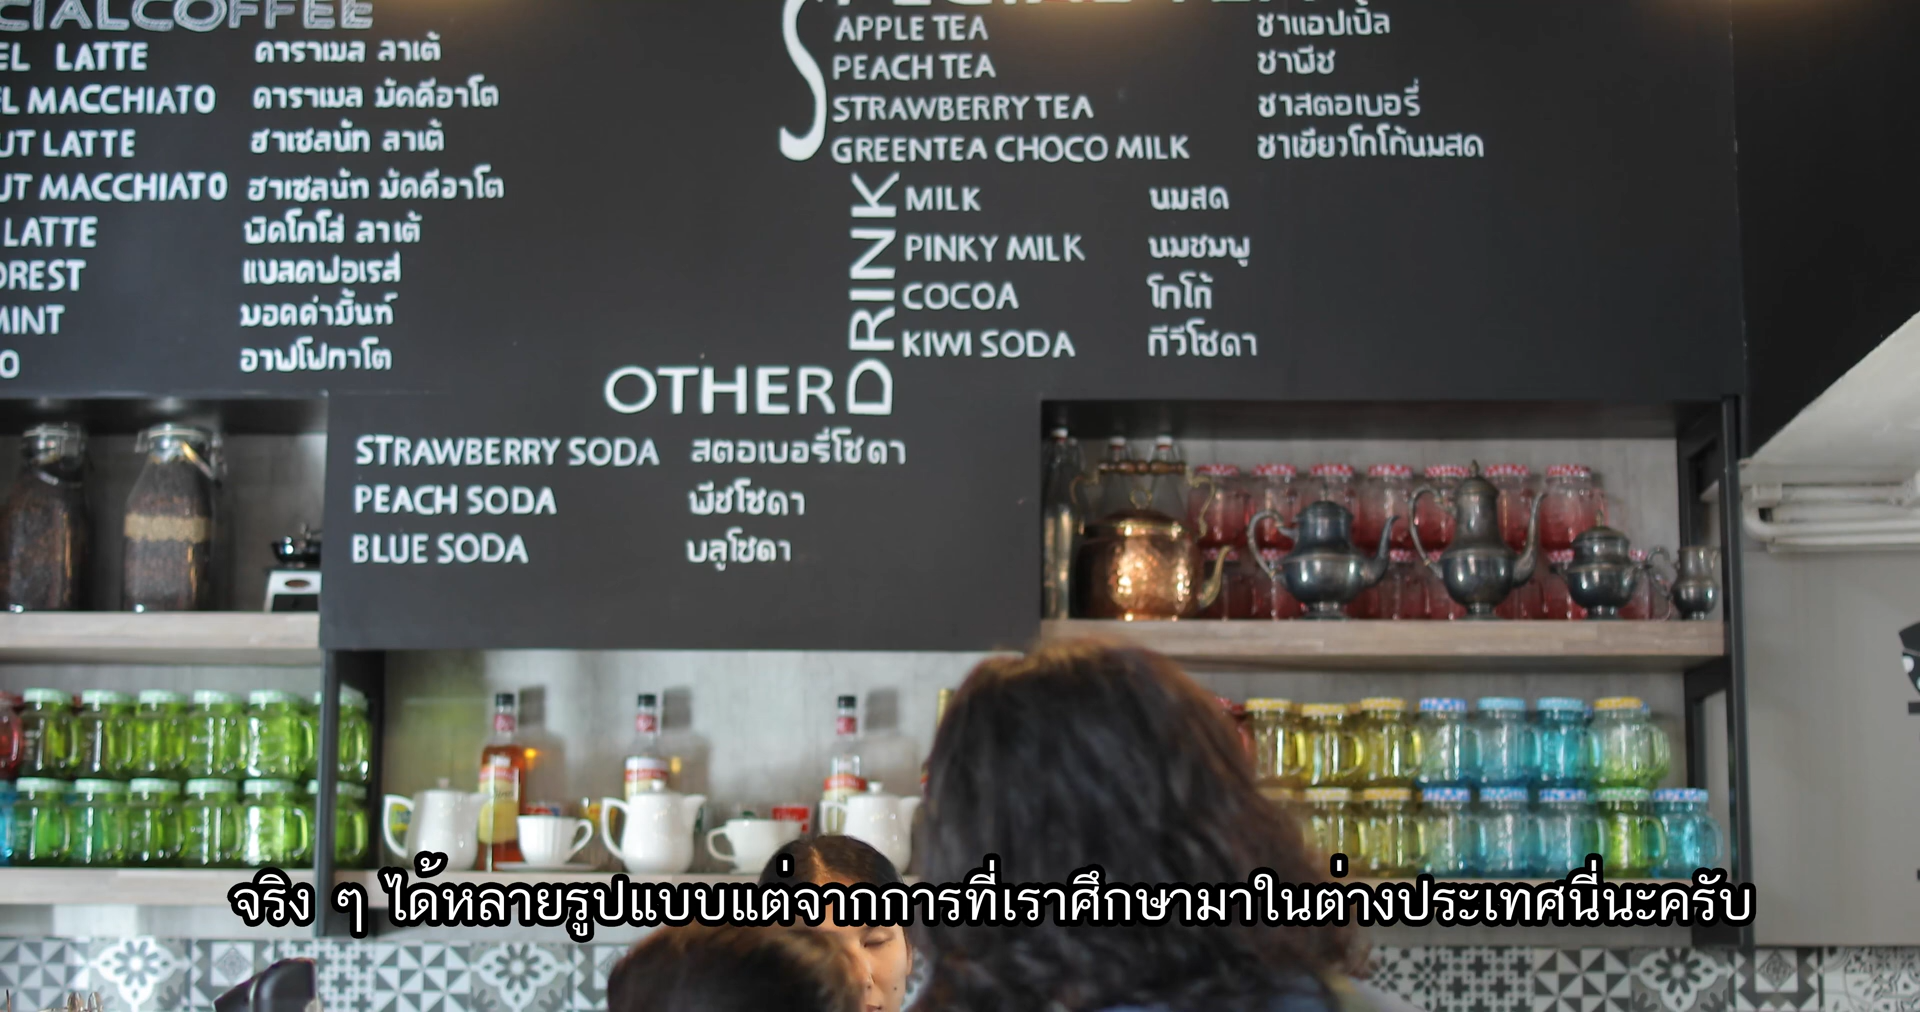 LATTE คาราเมล ลาเต้
MACCHIATO คาราเมล มัคคีอาโต
LATTE ฮาเซลนัท ลาเต้
MACCHIATO ฮาเซลนัท มัคคีอาโต
LATTE พิคโกโล่ ลาเต้
แบลคฟอเรส
มอคค่ามิ้นท์
อาฟโฟกาโต
APPLE TEA ชาแอปเปิ้ล
PEACH TEA ชาพีช
STRAWBERRY TEA ชาสตอเบอรี่
GREENTEA CHOCO MILK ชาเขียวโกโก้นมสด
OTHER DRINK
MILK นมสด
PINKY MILK นมชมพู
COCOA โกโก้
KIWI SODA กีวีโซดา
STRAWBERRY SODA สตอเบอรี่โซดา
PEACH SODA พีชโซดา
BLUE SODA บลูโซดา
จริง ๆ ได้หลายรูปแบบแต่จากการที่เราศึกษามาในต่างประเทศนี่นะครับ